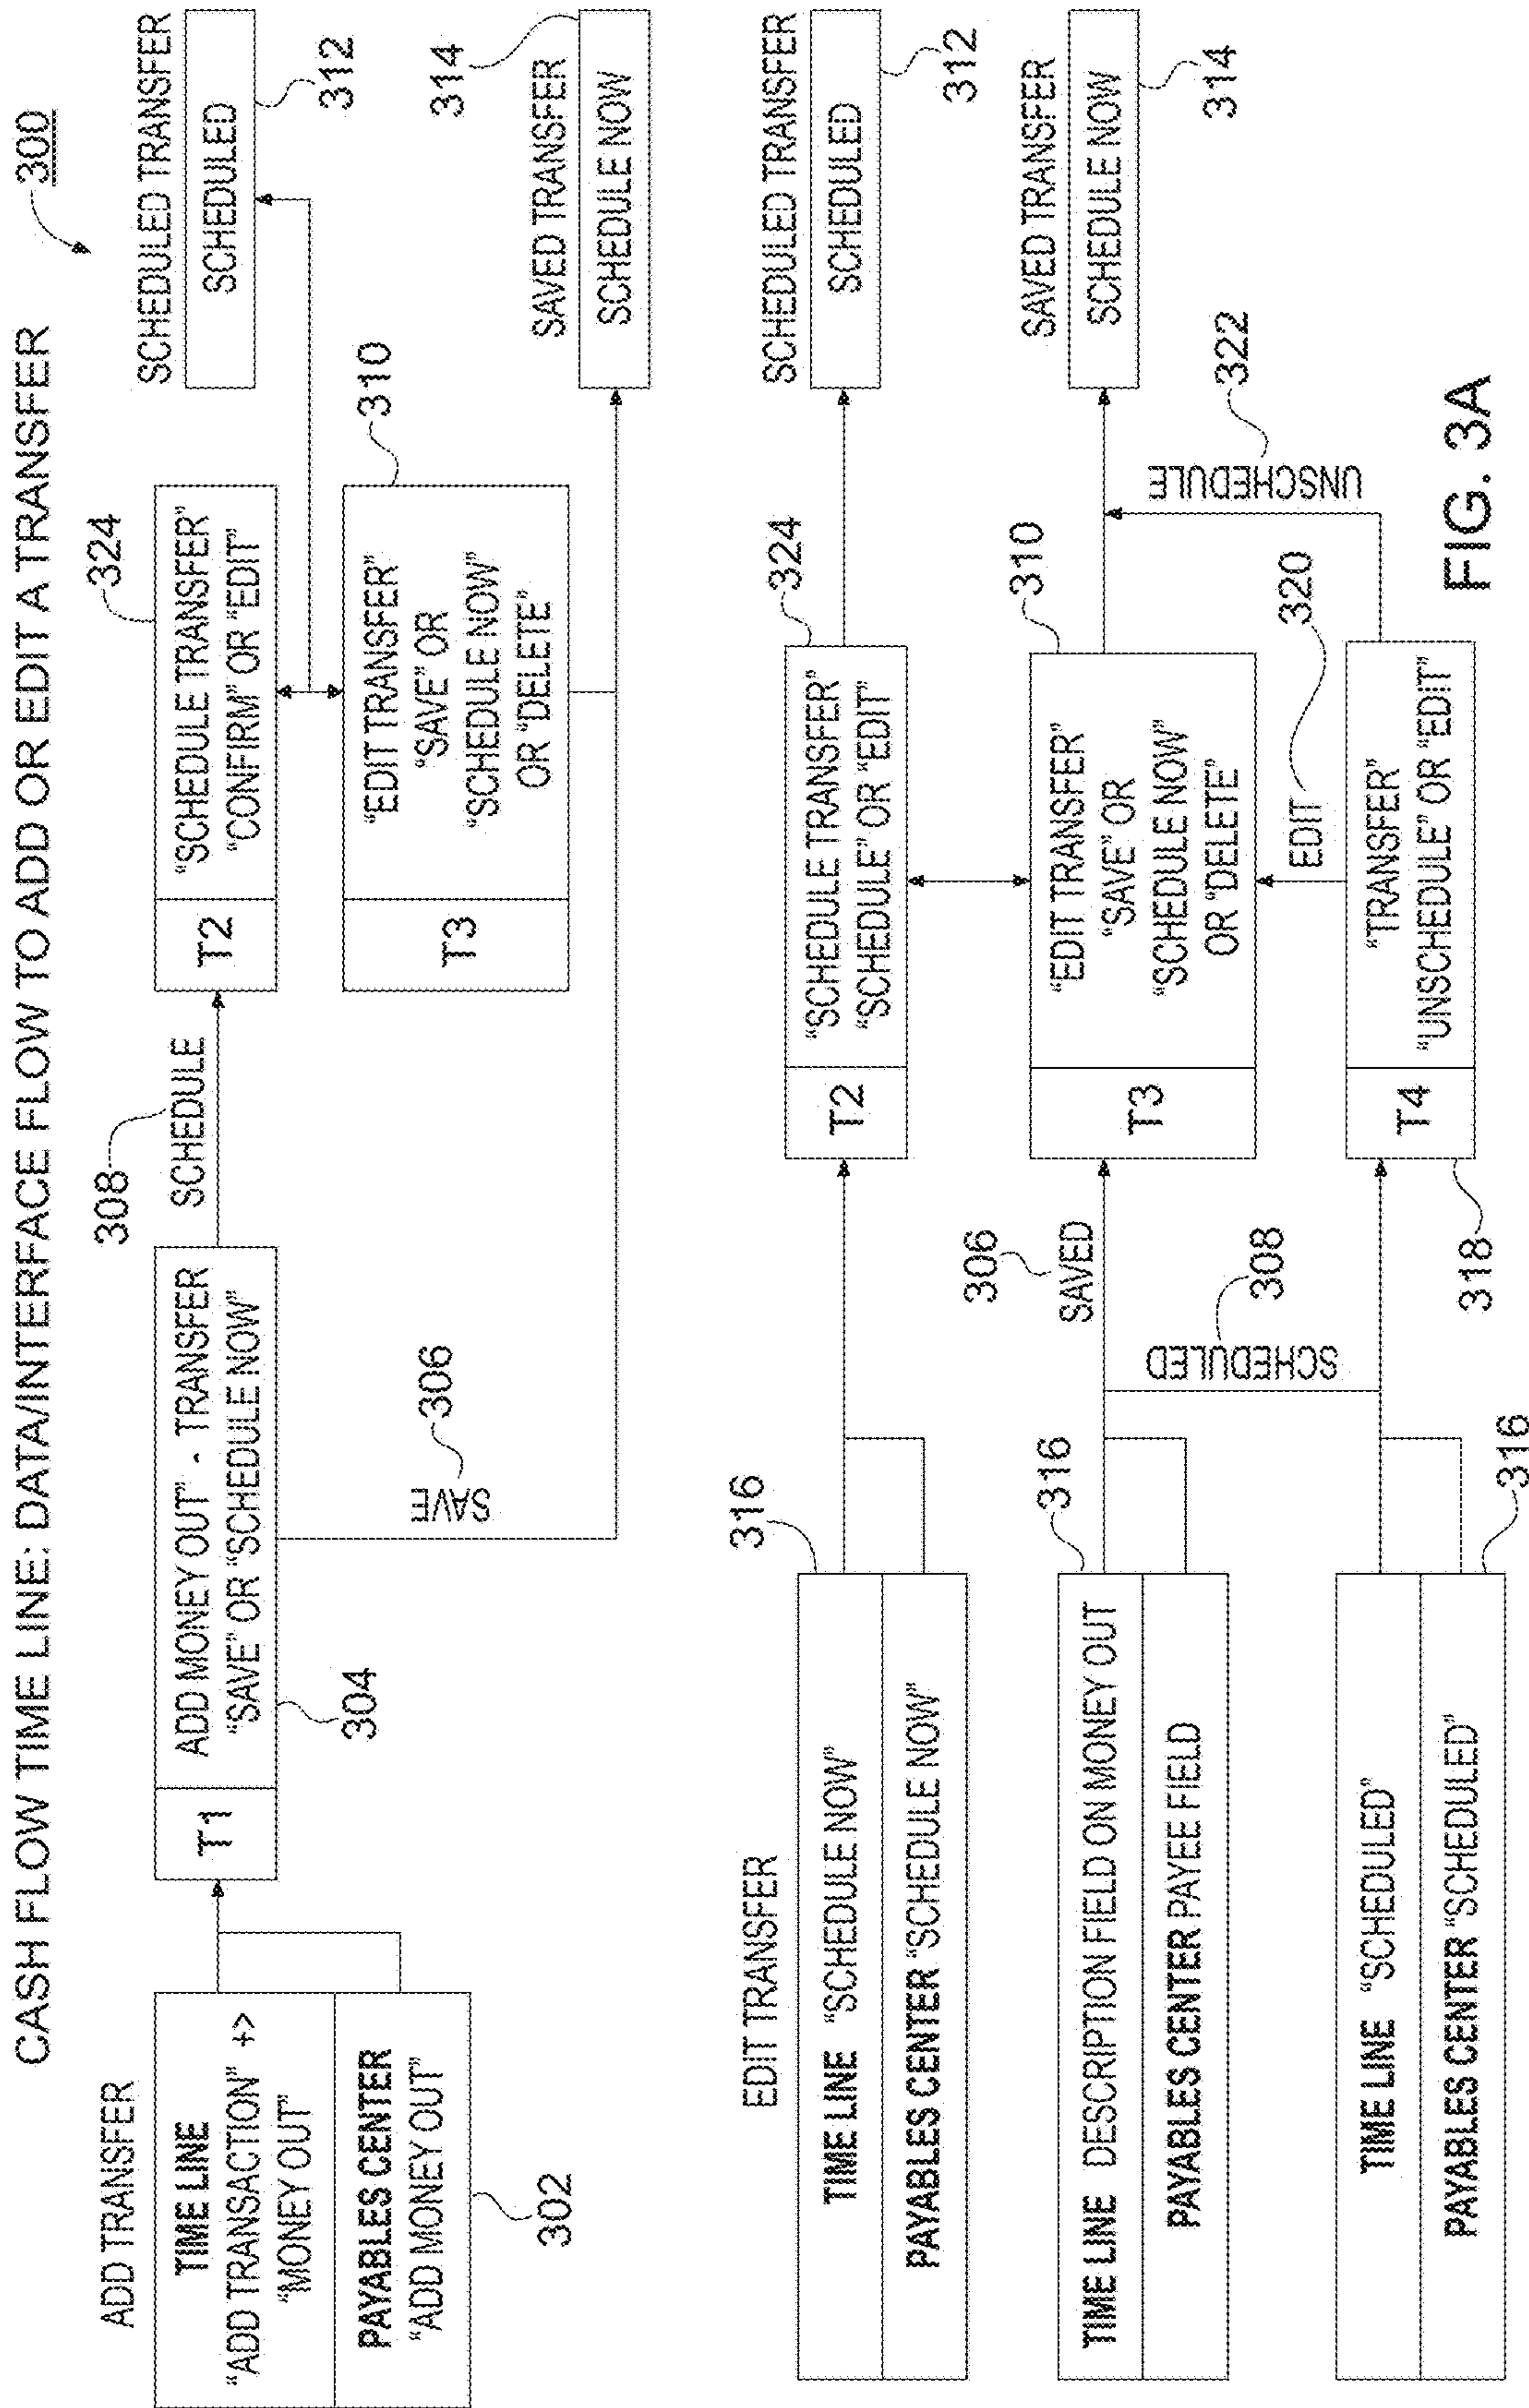 CASH FLOW TIME LINE: DATA/INTERFACE FLOW TO ADD OR EDIT A TRANSFER
300
ADD TRANSFER
TIME LINE
"ADD TRANSACTION" +>
"MONEY OUT"
PAYABLES CENTER
"ADD MONEY OUT"
302
T1
ADD MONEY OUT" - TRANSFER
"SAVE" OR "SCHEDULE NOW"
304
SAVE
306
308
SCHEDULE
T2
"SCHEDULE TRANSFER"
"CONFIRM" OR "EDIT"
324
T3
"EDIT TRANSFER"
"SAVE" OR
"SCHEDULE NOW"
OR "DELETE"
310
SCHEDULED TRANSFER
SCHEDULED
312
SAVED TRANSFER
SCHEDULE NOW
314
EDIT TRANSFER
TIME LINE "SCHEDULE NOW"
PAYABLES CENTER "SCHEDULE NOW"
316
TIME LINE DESCRIPTION FIELD ON MONEY OUT
PAYABLES CENTER PAYEE FIELD
316
TIME LINE "SCHEDULED"
PAYABLES CENTER "SCHEDULED"
316
306
SAVED
SCHEDULED
308
T2
"SCHEDULE TRANSFER"
"SCHEDULE" OR "EDIT"
324
T3
"EDIT TRANSFER"
"SAVE" OR
"SCHEDULE NOW"
OR "DELETE"
310
EDIT
320
T4
"TRANSFER"
"UNSCHEDULE" OR "EDIT"
318
UNSCHEDULE
322
SCHEDULED TRANSFER
SCHEDULED
312
SAVED TRANSFER
SCHEDULE NOW
314
FIG. 3A